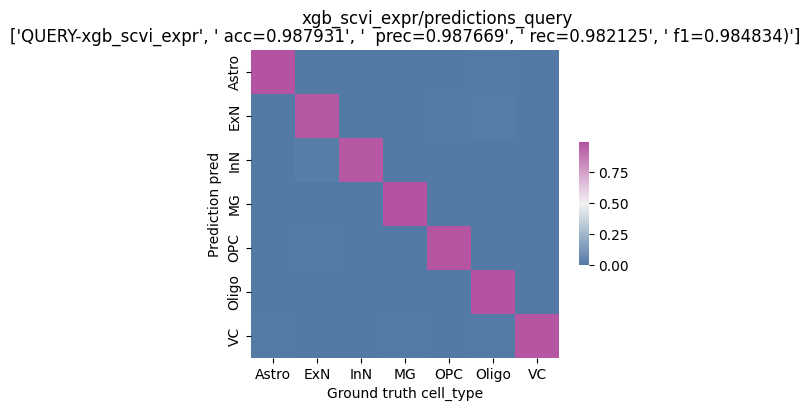 xgb_scvi_expr/predictions_query
['QUERY-xgb_scvi_expr', ' acc=0.987931', '  prec=0.987669', ' rec=0.982125', ' f1=0.984834)']
Prediction pred
Astro
ExN
InN
MG
OPC
Oligo
VC
Astro ExN InN MG OPC Oligo VC
Ground truth cell_type
0.75
0.50
0.25
0.00